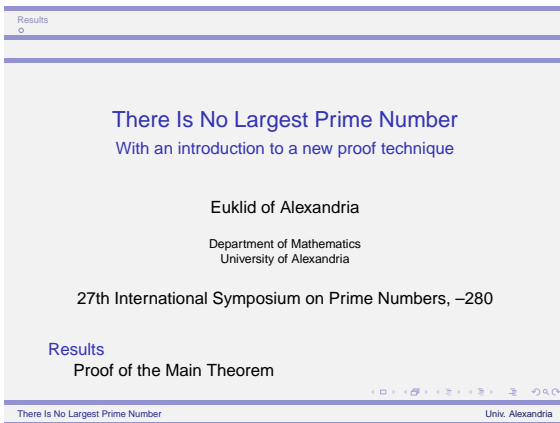 Results
There Is No Largest Prime Number
With an introduction to a new proof technique
Euklid of Alexandria
Department of Mathematics
University of Alexandria
27th International Symposium on Prime Numbers, –280
Results
Proof of the Main Theorem
There Is No Largest Prime Number Univ. Alexandria